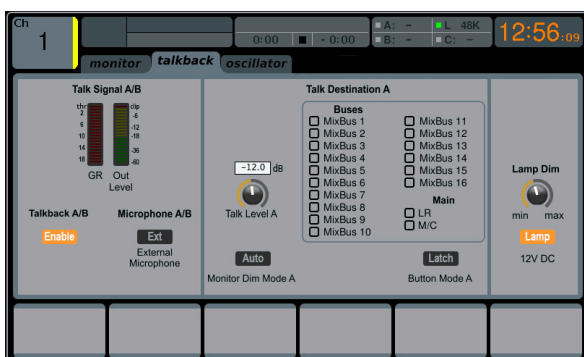 Ch
1
0:00 - 0:00
A: - L 48K
B: - C: -
12:56:09
monitor talkback oscillator
Talk Signal A/B
thr
2
6
10
14
18
clip
-6
-12
-18
-36
-60
GR
Out
Level
Talkback A/B
Enable
Microphone A/B
Ext
External
Microphone
Talk Destination A
-12.0 dB
Talk Level A
Auto
Monitor Dim Mode A
Buses
MixBus 1
MixBus 2
MixBus 3
MixBus 4
MixBus 5
MixBus 6
MixBus 7
MixBus 8
MixBus 9
MixBus 10
MixBus 11
MixBus 12
MixBus 13
MixBus 14
MixBus 15
MixBus 16
Main
LR
M/C
Latch
Button Mode A
Lamp Dim
min max
Lamp
12V DC